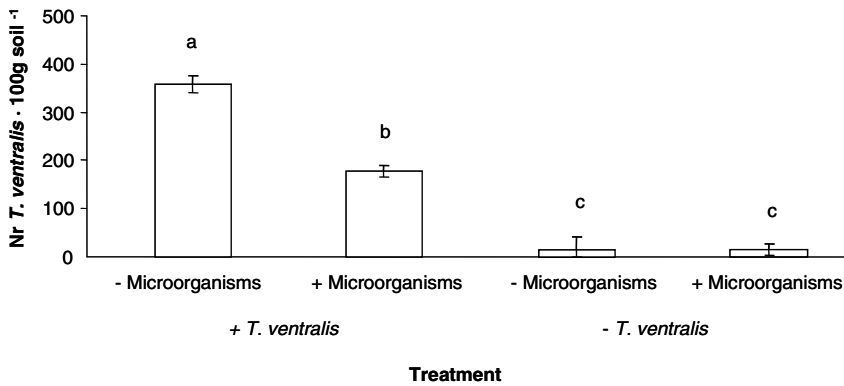 Nr T. ventralis · 100g soil -1
500
400
300
200
100
0
a
b
c
c
- Microorganisms + Microorganisms - Microorganisms + Microorganisms
+ T. ventralis - T. ventralis
Treatment